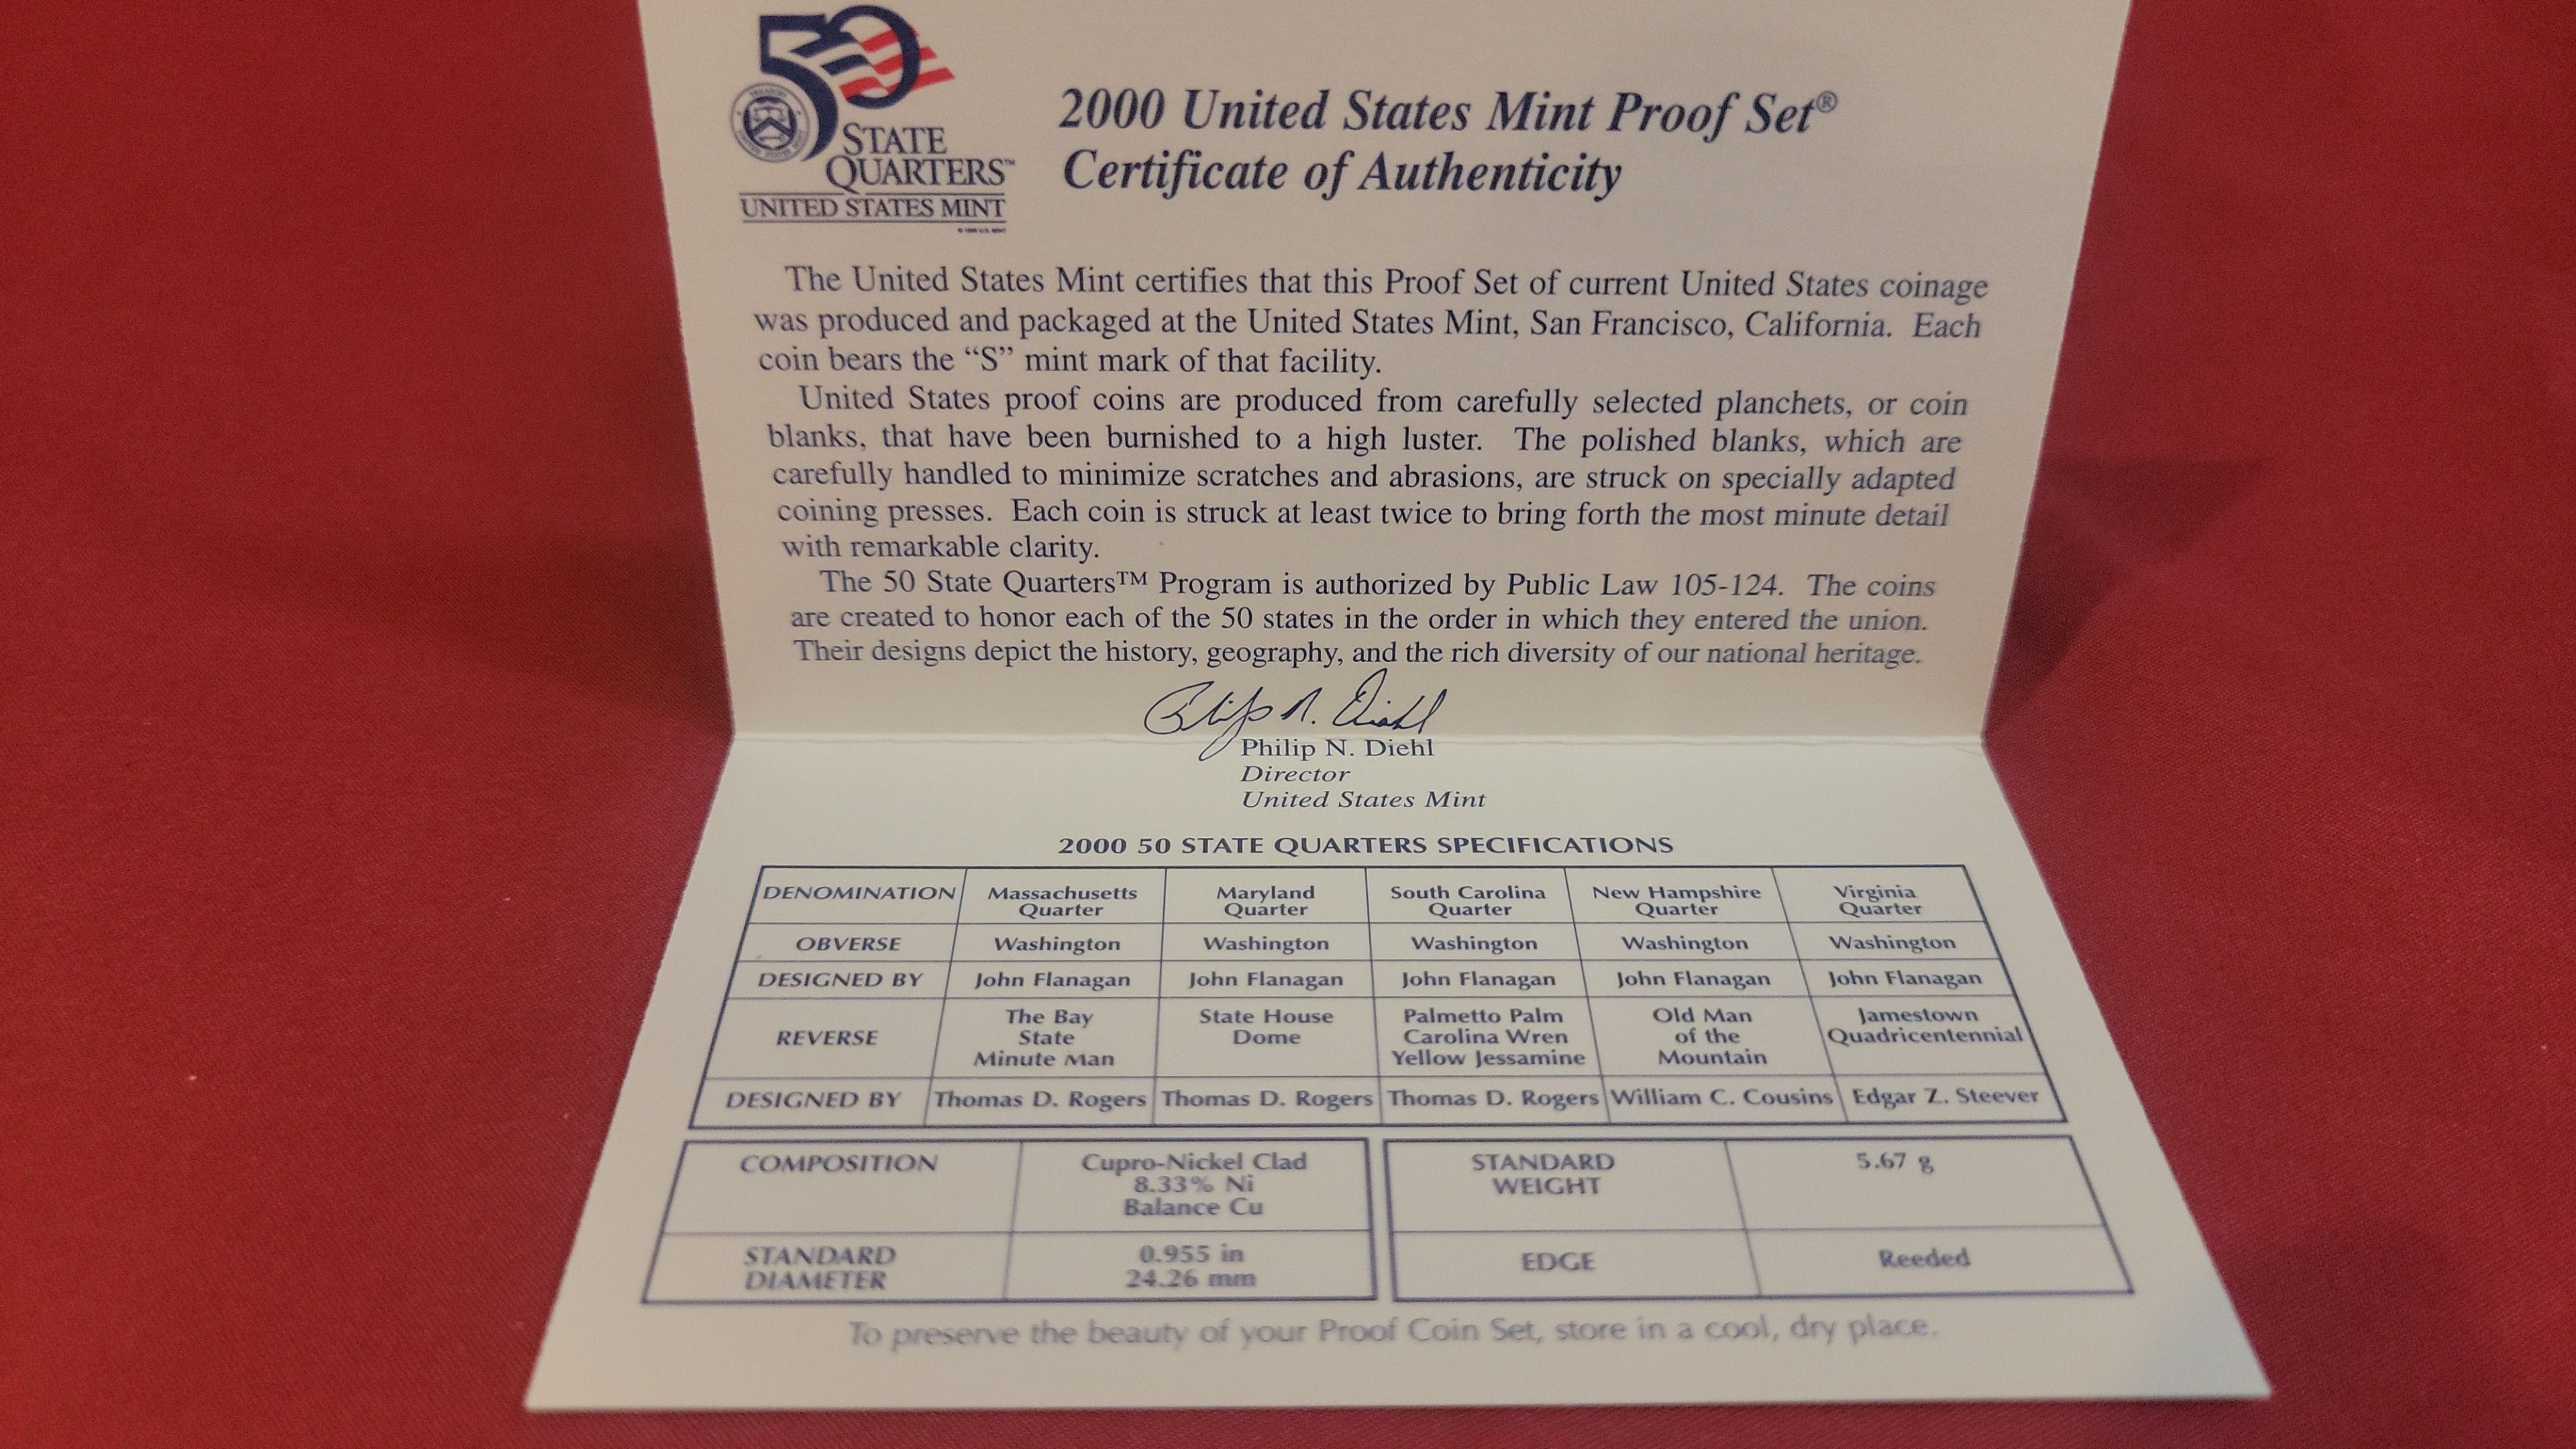 50
STATE
QUARTERS™
UNITED STATES MINT
2000 United States Mint Proof Set®
Certificate of Authenticity
The United States Mint certifies that this Proof Set of current United States coinage
was produced and packaged at the United States Mint, San Francisco, California. Each
coin bears the “S” mint mark of that facility.
United States proof coins are produced from carefully selected planchets, or coin
blanks, that have been burnished to a high luster. The polished blanks, which are
carefully handled to minimize scratches and abrasions, are struck on specially adapted
coining presses. Each coin is struck at least twice to bring forth the most minute detail
with remarkable clarity.
The 50 State Quarters™ Program is authorized by Public Law 105-124. The coins
are created to honor each of the 50 states in the order in which they entered the union.
Their designs depict the history, geography, and the rich diversity of our national heritage.
Philip N. Diehl
Philip N. Diehl
Director
United States Mint
2000 50 STATE QUARTERS SPECIFICATIONS
DENOMINATION Massachusetts Quarter Maryland Quarter South Carolina Quarter New Hampshire Quarter Virginia Quarter
OBVERSE Washington Washington Washington Washington Washington
DESIGNED BY John Flanagan John Flanagan John Flanagan John Flanagan John Flanagan
REVERSE The Bay State Minute Man State House Dome Palmetto Palm Carolina Wren Yellow Jessamine Old Man of the Mountain Jamestown Quadricentennial
DESIGNED BY Thomas D. Rogers Thomas D. Rogers Thomas D. Rogers William C. Cousins Edgar Z. Steever
COMPOSITION Cupro-Nickel Clad 8.33% Ni Balance Cu STANDARD WEIGHT 5.67 g
STANDARD DIAMETER 0.955 in 24.26 mm EDGE Reeded
To preserve the beauty of your Proof Coin Set, store in a cool, dry place.